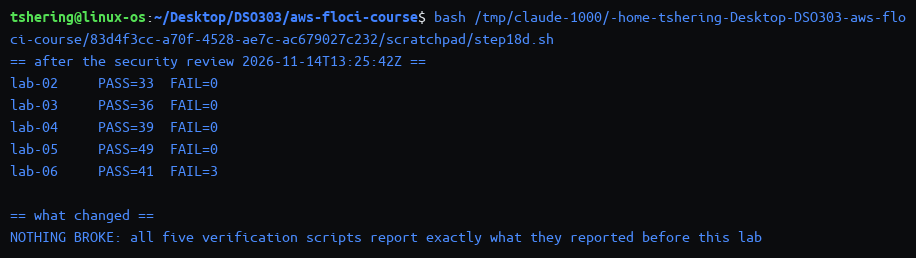 tshering@linux-os:~/Desktop/DSO303/aws-floci-course$ bash /tmp/claude-1000/-home-tshering-Desktop-DSO303-aws-flo
ci-course/83d4f3cc-a70f-4528-ae7c-ac679027c232/scratchpad/step18d.sh
== after the security review 2026-11-14T13:25:42Z ==
lab-02     PASS=33  FAIL=0
lab-03     PASS=36  FAIL=0
lab-04     PASS=39  FAIL=0
lab-05     PASS=49  FAIL=0
lab-06     PASS=41  FAIL=3
== what changed ==
NOTHING BROKE: all five verification scripts report exactly what they reported before this lab